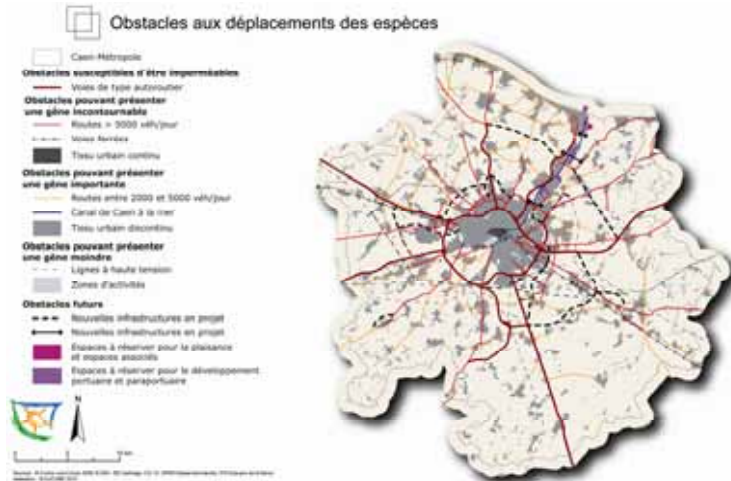 Obstacles aux déplacements des espèces
Caen-Métropole
Obstacles susceptibles d'être imperméables
Voies de type autoroutier
Obstacles pouvant présenter
une gêne incontournable
Routes > 5000 véh/jour
Voies ferrées
Tissu urbain continu
Obstacles pouvant présenter
une gêne importante
Routes entre 2000 et 5000 véh/jour
Canal de Caen à la mer
Tissu urbain discontinu
Obstacles pouvant présenter
une gêne moindre
Lignes à haute tension
Zones d'activités
Obstacles future
Nouvelles infrastructures en projet
Nouvelles infrastructures en projet
Espaces à réserver pour la plaisance
et espaces associés
Espaces à réserver pour le développement
portuaire et paraportuaire
N